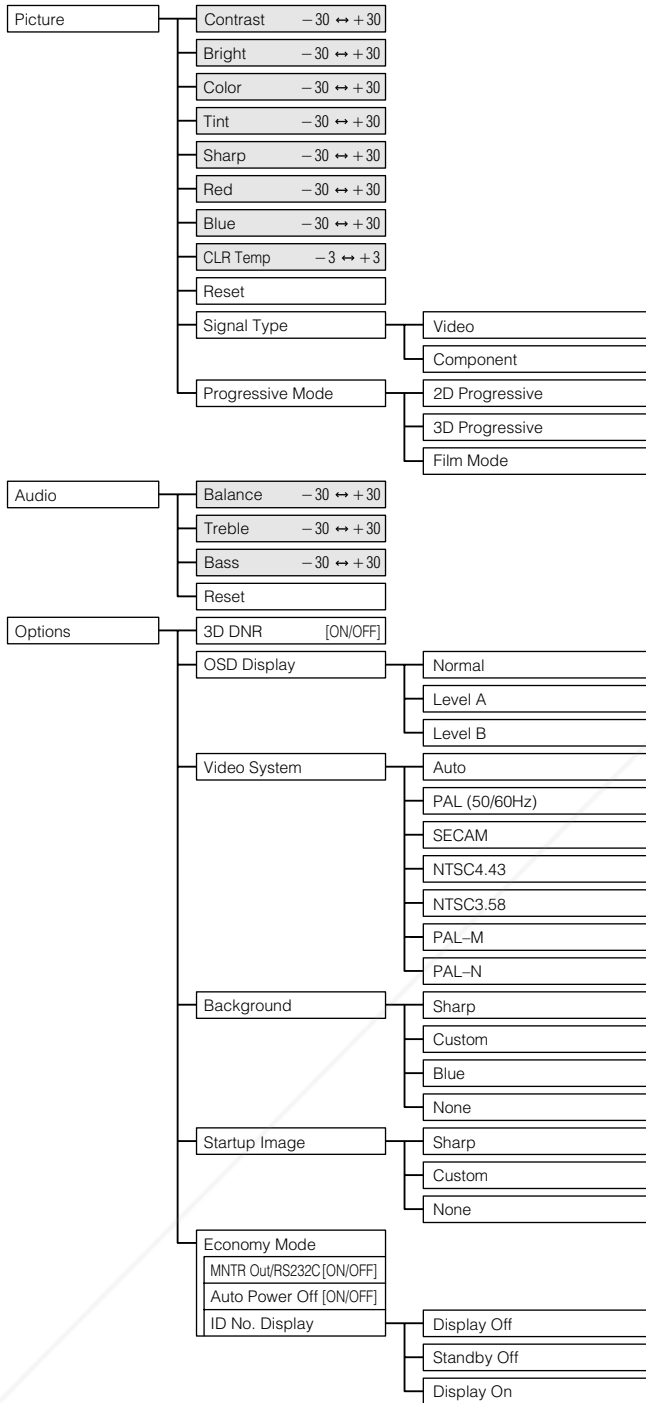 Picture
Contrast −30 ↔ +30
Bright −30 ↔ +30
Color −30 ↔ +30
Tint −30 ↔ +30
Sharp −30 ↔ +30
Red −30 ↔ +30
Blue −30 ↔ +30
CLR Temp −3 ↔ +3
Reset
Signal Type
Video
Component
Progressive Mode
2D Progressive
3D Progressive
Film Mode
Audio
Balance −30 ↔ +30
Treble −30 ↔ +30
Bass −30 ↔ +30
Reset
Options
3D DNR [ON/OFF]
OSD Display
Normal
Level A
Level B
Video System
Auto
PAL (50/60Hz)
SECAM
NTSC4.43
NTSC3.58
PAL–M
PAL–N
Background
Sharp
Custom
Blue
None
Startup Image
Sharp
Custom
None
Economy Mode
MNTR Out/RS232C [ON/OFF]
Auto Power Off [ON/OFF]
ID No. Display
Display Off
Standby Off
Display On